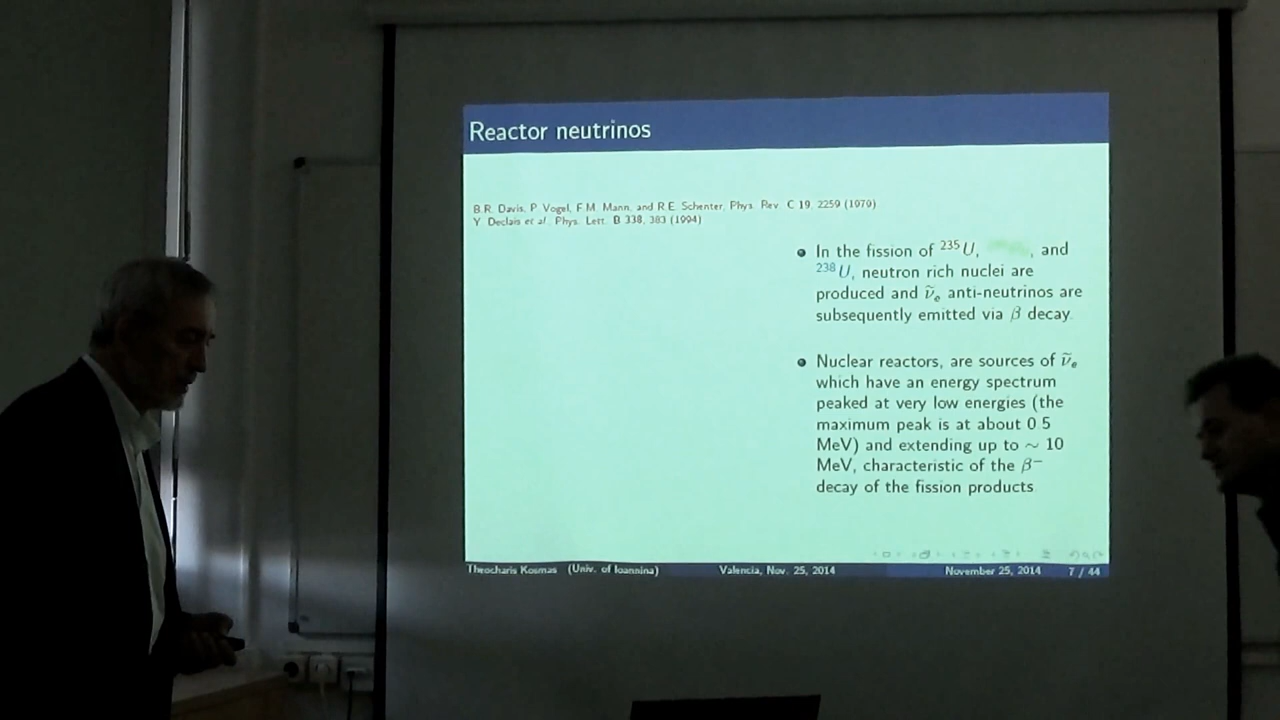 Reactor neutrinos
B.R. Davis, P. Vogel, F.M. Mann, and R.E. Schenter, Phys. Rev. C 19, 2259 (1979)
Y. Declais et al. Phys. Lett. B 338, 383 (1994)
In the fission of ²³⁵U, , and
²³⁸U, neutron rich nuclei are
produced and ν̃ₑ anti-neutrinos are
subsequently emitted via β decay.
Nuclear reactors, are sources of ν̃ₑ
which have an energy spectrum
peaked at very low energies (the
maximum peak is at about 0.5
MeV) and extending up to ∼ 10
MeV, characteristic of the β⁻
decay of the fission products.
Theocharis Kosmas (Univ. of Ioannina) Valencia, Nov. 25, 2014 November 25, 2014 7 / 44